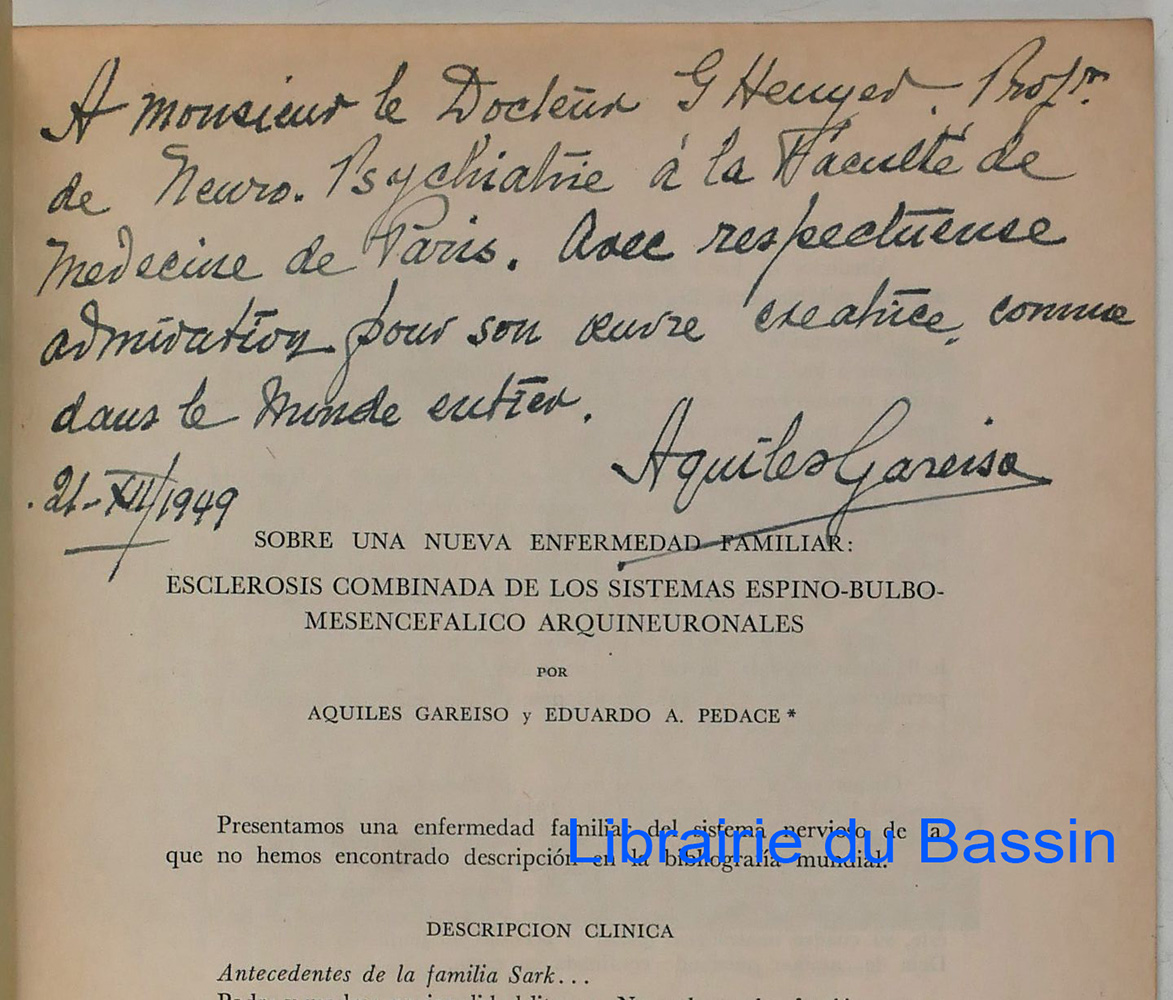 A monsieur le Docteur G Heuyer. Profr.
de Neuro. Psychiatrie à la Faculté de
Medecine de Paris. Avec respectueuse
admiration pour son œuvre creatrice, connue
dans le Monde entier.
Aquiles Gareiso
21-XII/1949
SOBRE UNA NUEVA ENFERMEDAD FAMILIAR:
ESCLEROSIS COMBINADA DE LOS SISTEMAS ESPINO-BULBO-
MESENCEFALICO ARQUINEURONALES
POR
AQUILES GAREISO y EDUARDO A. PEDACE *
Presentamos una enfermedad familiar del sistema nervioso de la
que no hemos encontrado descripción en la bibliografía mundial.
Librairie du Bassin
DESCRIPCION CLINICA
Antecedentes de la familia Sark...